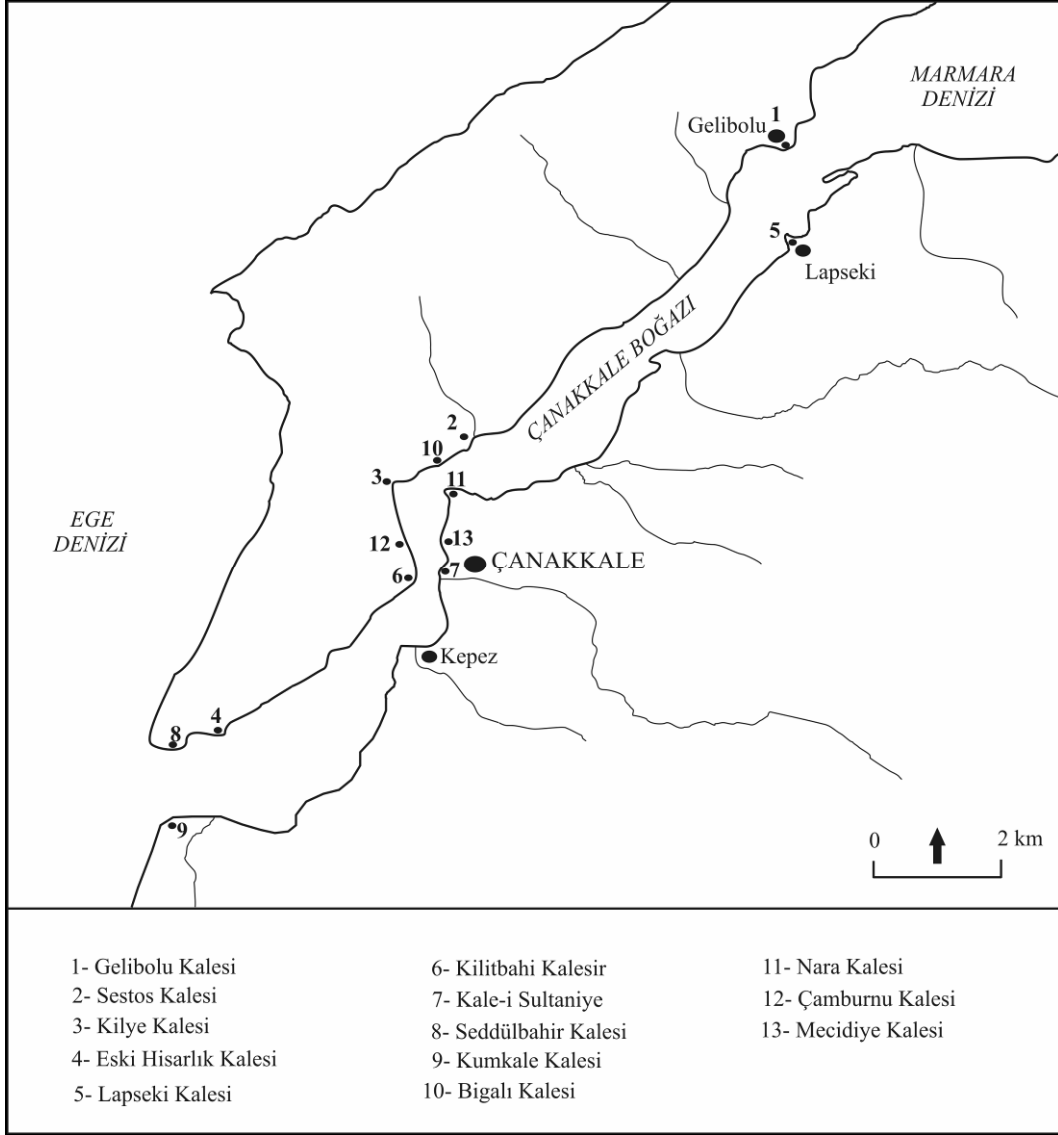 MARMARA
DENİZİ
1
Gelibolu
5
Lapseki
ÇANAKKALE BOĞAZI
2
10
3
11
EGE
DENİZİ
12
13
ÇANAKKALE
6
7
Kepez
4
8
9
0 2 km
1- Gelibolu Kalesi
2- Sestos Kalesi
3- Kilye Kalesi
4- Eski Hisarlık Kalesi
5- Lapseki Kalesi
6- Kilitbahi Kalesir
7- Kale-i Sultaniye
8- Seddülbahir Kalesi
9- Kumkale Kalesi
10- Bigalı Kalesi
11- Nara Kalesi
12- Çamburnu Kalesi
13- Mecidiye Kalesi